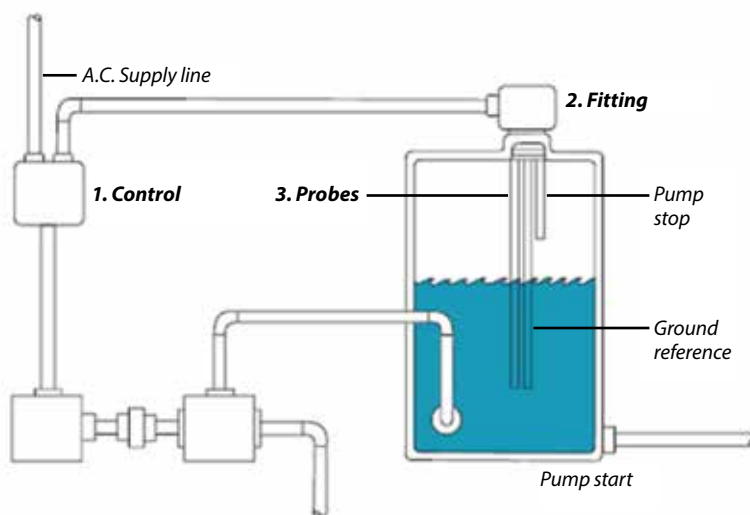 A.C. Supply line
2. Fitting
1. Control
3. Probes
Pump
stop
Ground
reference
Pump start